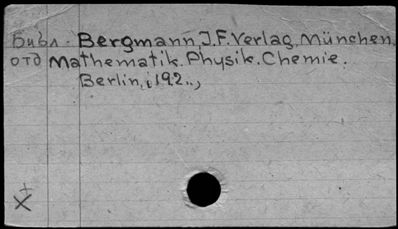 Библ. Bergmann, J.F. Verlag, München.
отд Mathematik. Physik. Chemie.
Berlin, 192..,
+
X